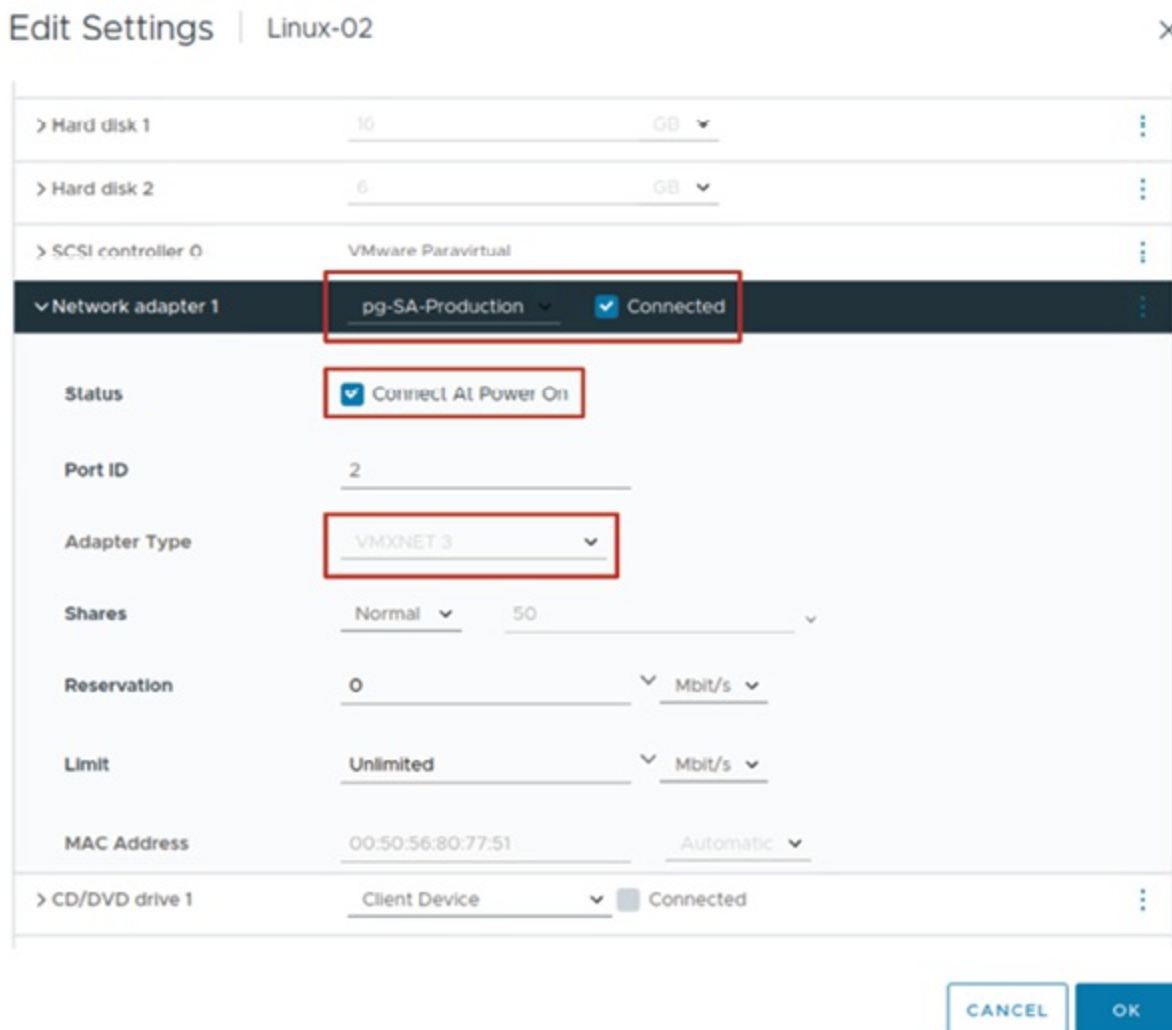 Edit Settings | Linux-02
Hard disk 1 16 GB
Hard disk 2 6 GB
SCSI controller 0 VMware Paravirtual
Network adapter 1 pg-SA-Production Connected
Status Connect At Power On
Port ID 2
Adapter Type VMXNET 3
Shares Normal 50
Reservation 0 Mbit/s
Limit Unlimited Mbit/s
MAC Address 00:50:56:80:77:51 Automatic
CD/DVD drive 1 Client Device Connected
CANCEL OK